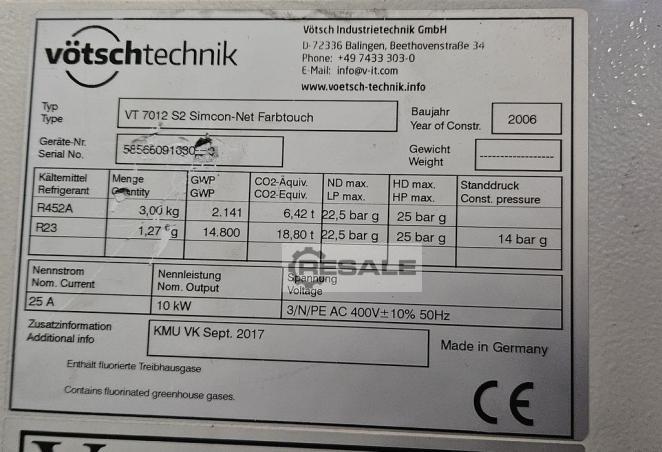 vötschtechnik
Vötsch Industrietechnik GmbH
D-72336 Balingen, Beethovenstraße 34
Phone: +49 7433 303-0
E-Mail: info@v-it.com
www.voetsch-technik.info
Typ
Type
VT 7012 S2 Simcon-Net Farbtouch
Baujahr
Year of Constr.
2006
Geräte-Nr.
Serial No.
Gewicht
Weight
Kältemittel Menge GWP CO2-Äquiv. ND max. HD max. Standdruck
Refrigerant Quantity GWP CO2-Equiv. LP max. HP max. Const. pressure
R452A 3,00 kg 2.141 6,42 t 22,5 bar g 25 bar g
R23 1,27 g 14.800 18,80 t 22,5 bar g 25 bar g 14 bar g
RESALE
Nennstrom Nennleistung Spannung
Nom. Current Nom. Output Voltage
25 A 10 kW 3/N/PE AC 400V±10% 50Hz
Zusatzinformation
Additional info
KMU VK Sept. 2017
Made in Germany
Enthält fluorierte Treibhausgase
Contains fluorinated greenhouse gases.
CE